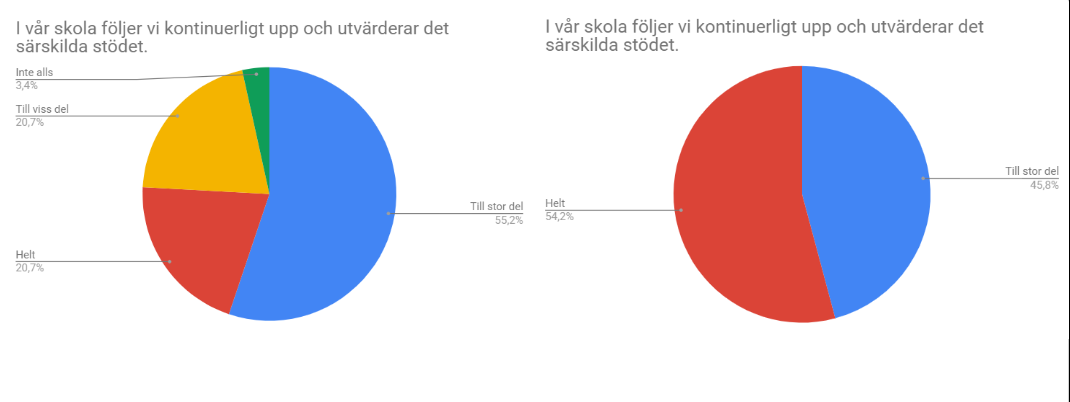 I vår skola följer vi kontinuerligt upp och utvärderar det
särskilda stödet.
Inte alls
3,4%
Till viss del
20,7%
Till stor del
55,2%
Helt
20,7%
I vår skola följer vi kontinuerligt upp och utvärderar det
särskilda stödet.
Till stor del
45,8%
Helt
54,2%